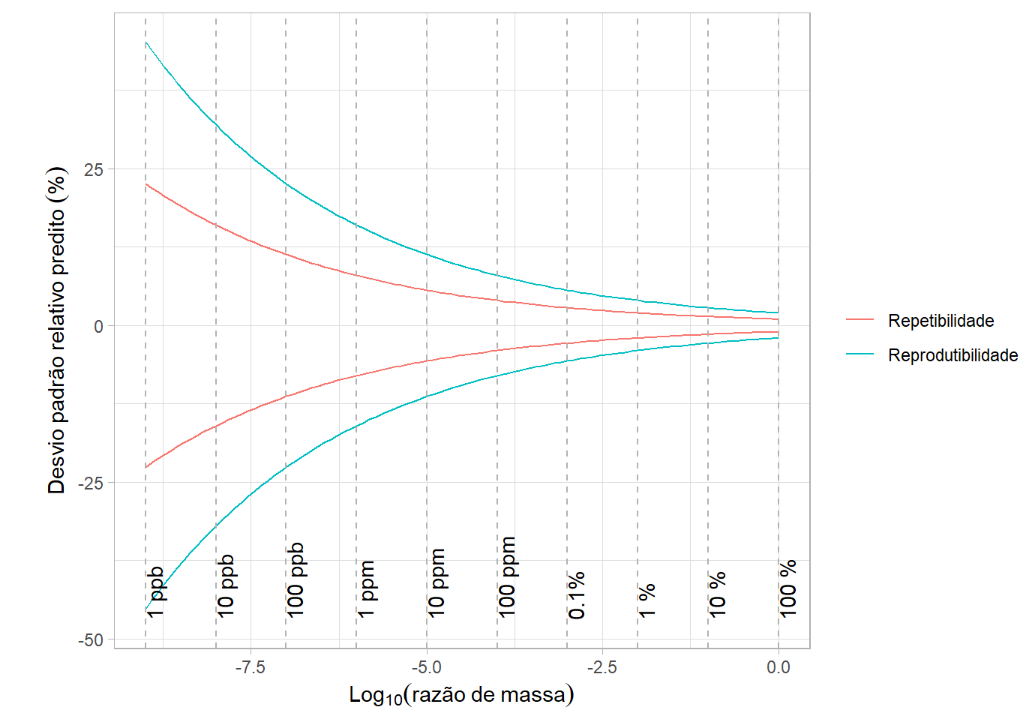 Desvio padrão relativo predito (%)
25
0
-25
-50
1 ppb
10 ppb
100 ppb
1 ppm
10 ppm
100 ppm
0.1%
1 %
10 %
100 %
-7.5
-5.0
-2.5
0.0
Log10(razão de massa)
Repetibilidade
Reprodutibilidade